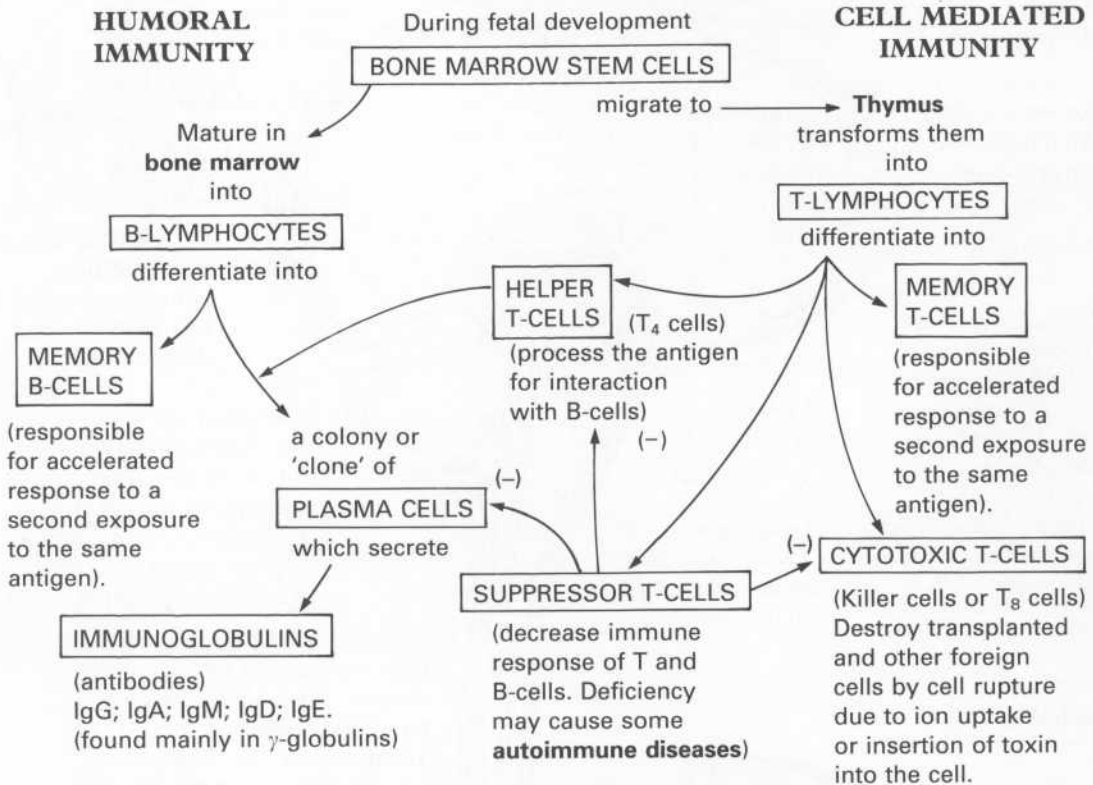 HUMORAL
IMMUNITY
During fetal development
BONE MARROW STEM CELLS
CELL MEDIATED
IMMUNITY
migrate to
Thymus
transforms them
into
T-LYMPHOCYTES
differentiate into
Mature in
bone marrow
into
B-LYMPHOCYTES
differentiate into
MEMORY
B-CELLS
(responsible
for accelerated
response to a
second exposure
to the same
antigen).
a colony or
'clone' of
PLASMA CELLS
(–)
which secrete
IMMUNOGLOBULINS
(antibodies)
IgG; IgA; IgM; IgD; IgE.
(found mainly in γ-globulins)
HELPER
T-CELLS
(T₄ cells)
(process the antigen
for interaction
with B-cells)
(–)
SUPPRESSOR T-CELLS
(decrease immune
response of T and
B-cells. Deficiency
may cause some
autoimmune diseases)
MEMORY
T-CELLS
(responsible
for accelerated
response to a
second exposure
to the same
antigen).
(–)
CYTOTOXIC T-CELLS
(Killer cells or T₈ cells)
Destroy transplanted
and other foreign
cells by cell rupture
due to ion uptake
or insertion of toxin
into the cell.